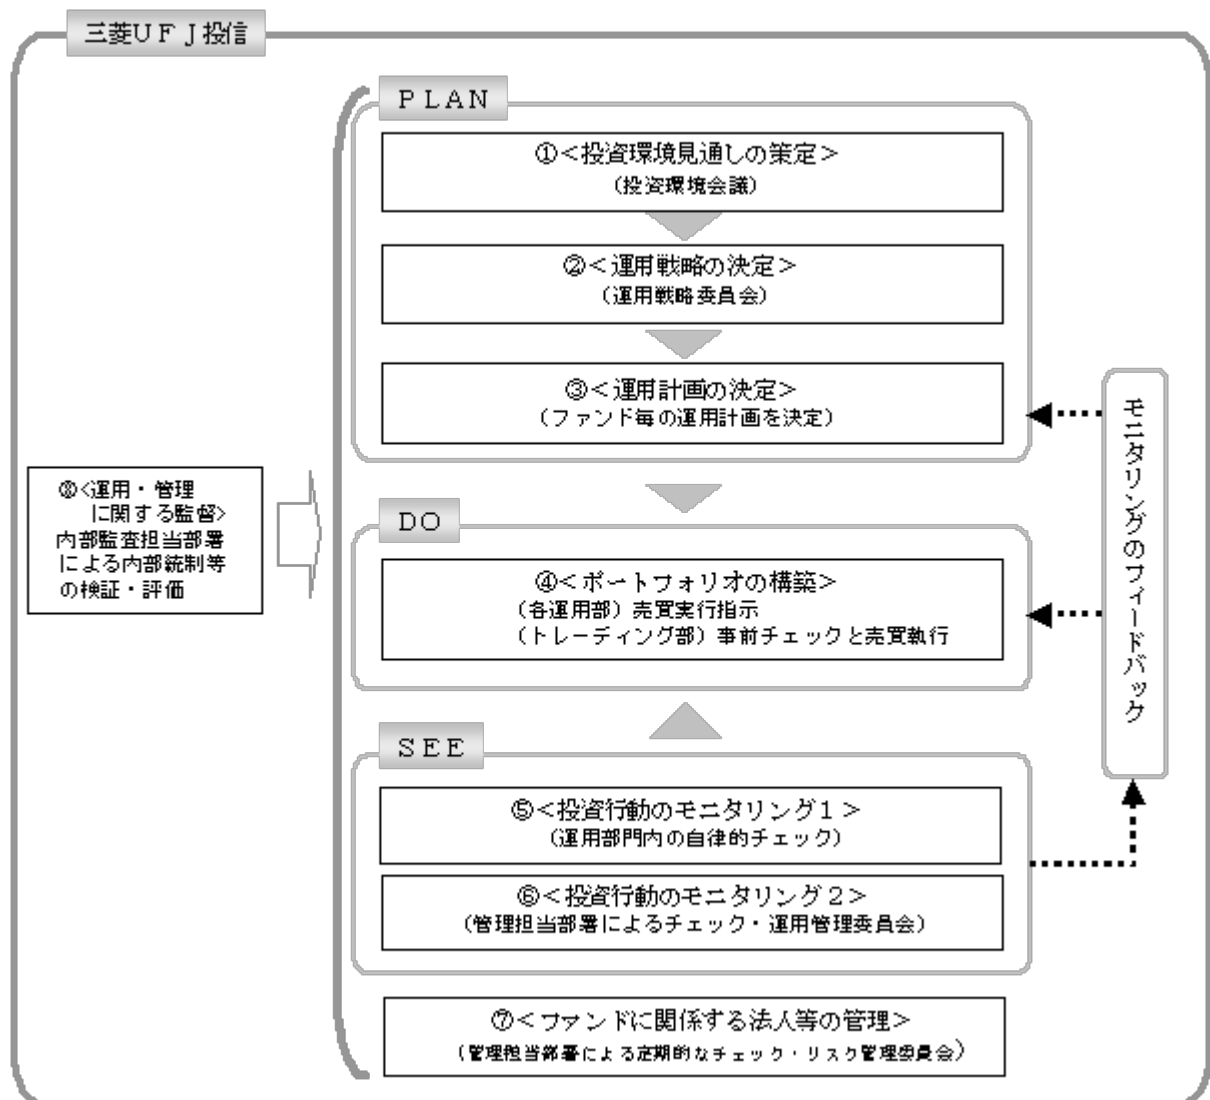 三菱ＵＦＪ投信
ＰＬＡＮ
①＜投資環境見通しの策定＞
（投資環境会議）
②＜運用戦略の決定＞
（運用戦略委員会）
③＜運用計画の決定＞
（ファンド毎の運用計画を決定）
⑧＜運用・管理
に関する監督＞
内部監査担当部署
による内部統制等
の検証・評価
ＤＯ
④＜ポートフォリオの構築＞
（各運用部）売買実行指示
（トレーディング部）事前チェックと売買執行
モニタリングのフィードバック
ＳＥＥ
⑤＜投資行動のモニタリング１＞
（運用部門内の自律的チェック）
⑥＜投資行動のモニタリング２＞
（管理担当部署によるチェック・運用管理委員会）
⑦＜ファンドに関係する法人等の管理＞
（管理担当部署による定期的なチェック・リスク管理委員会）